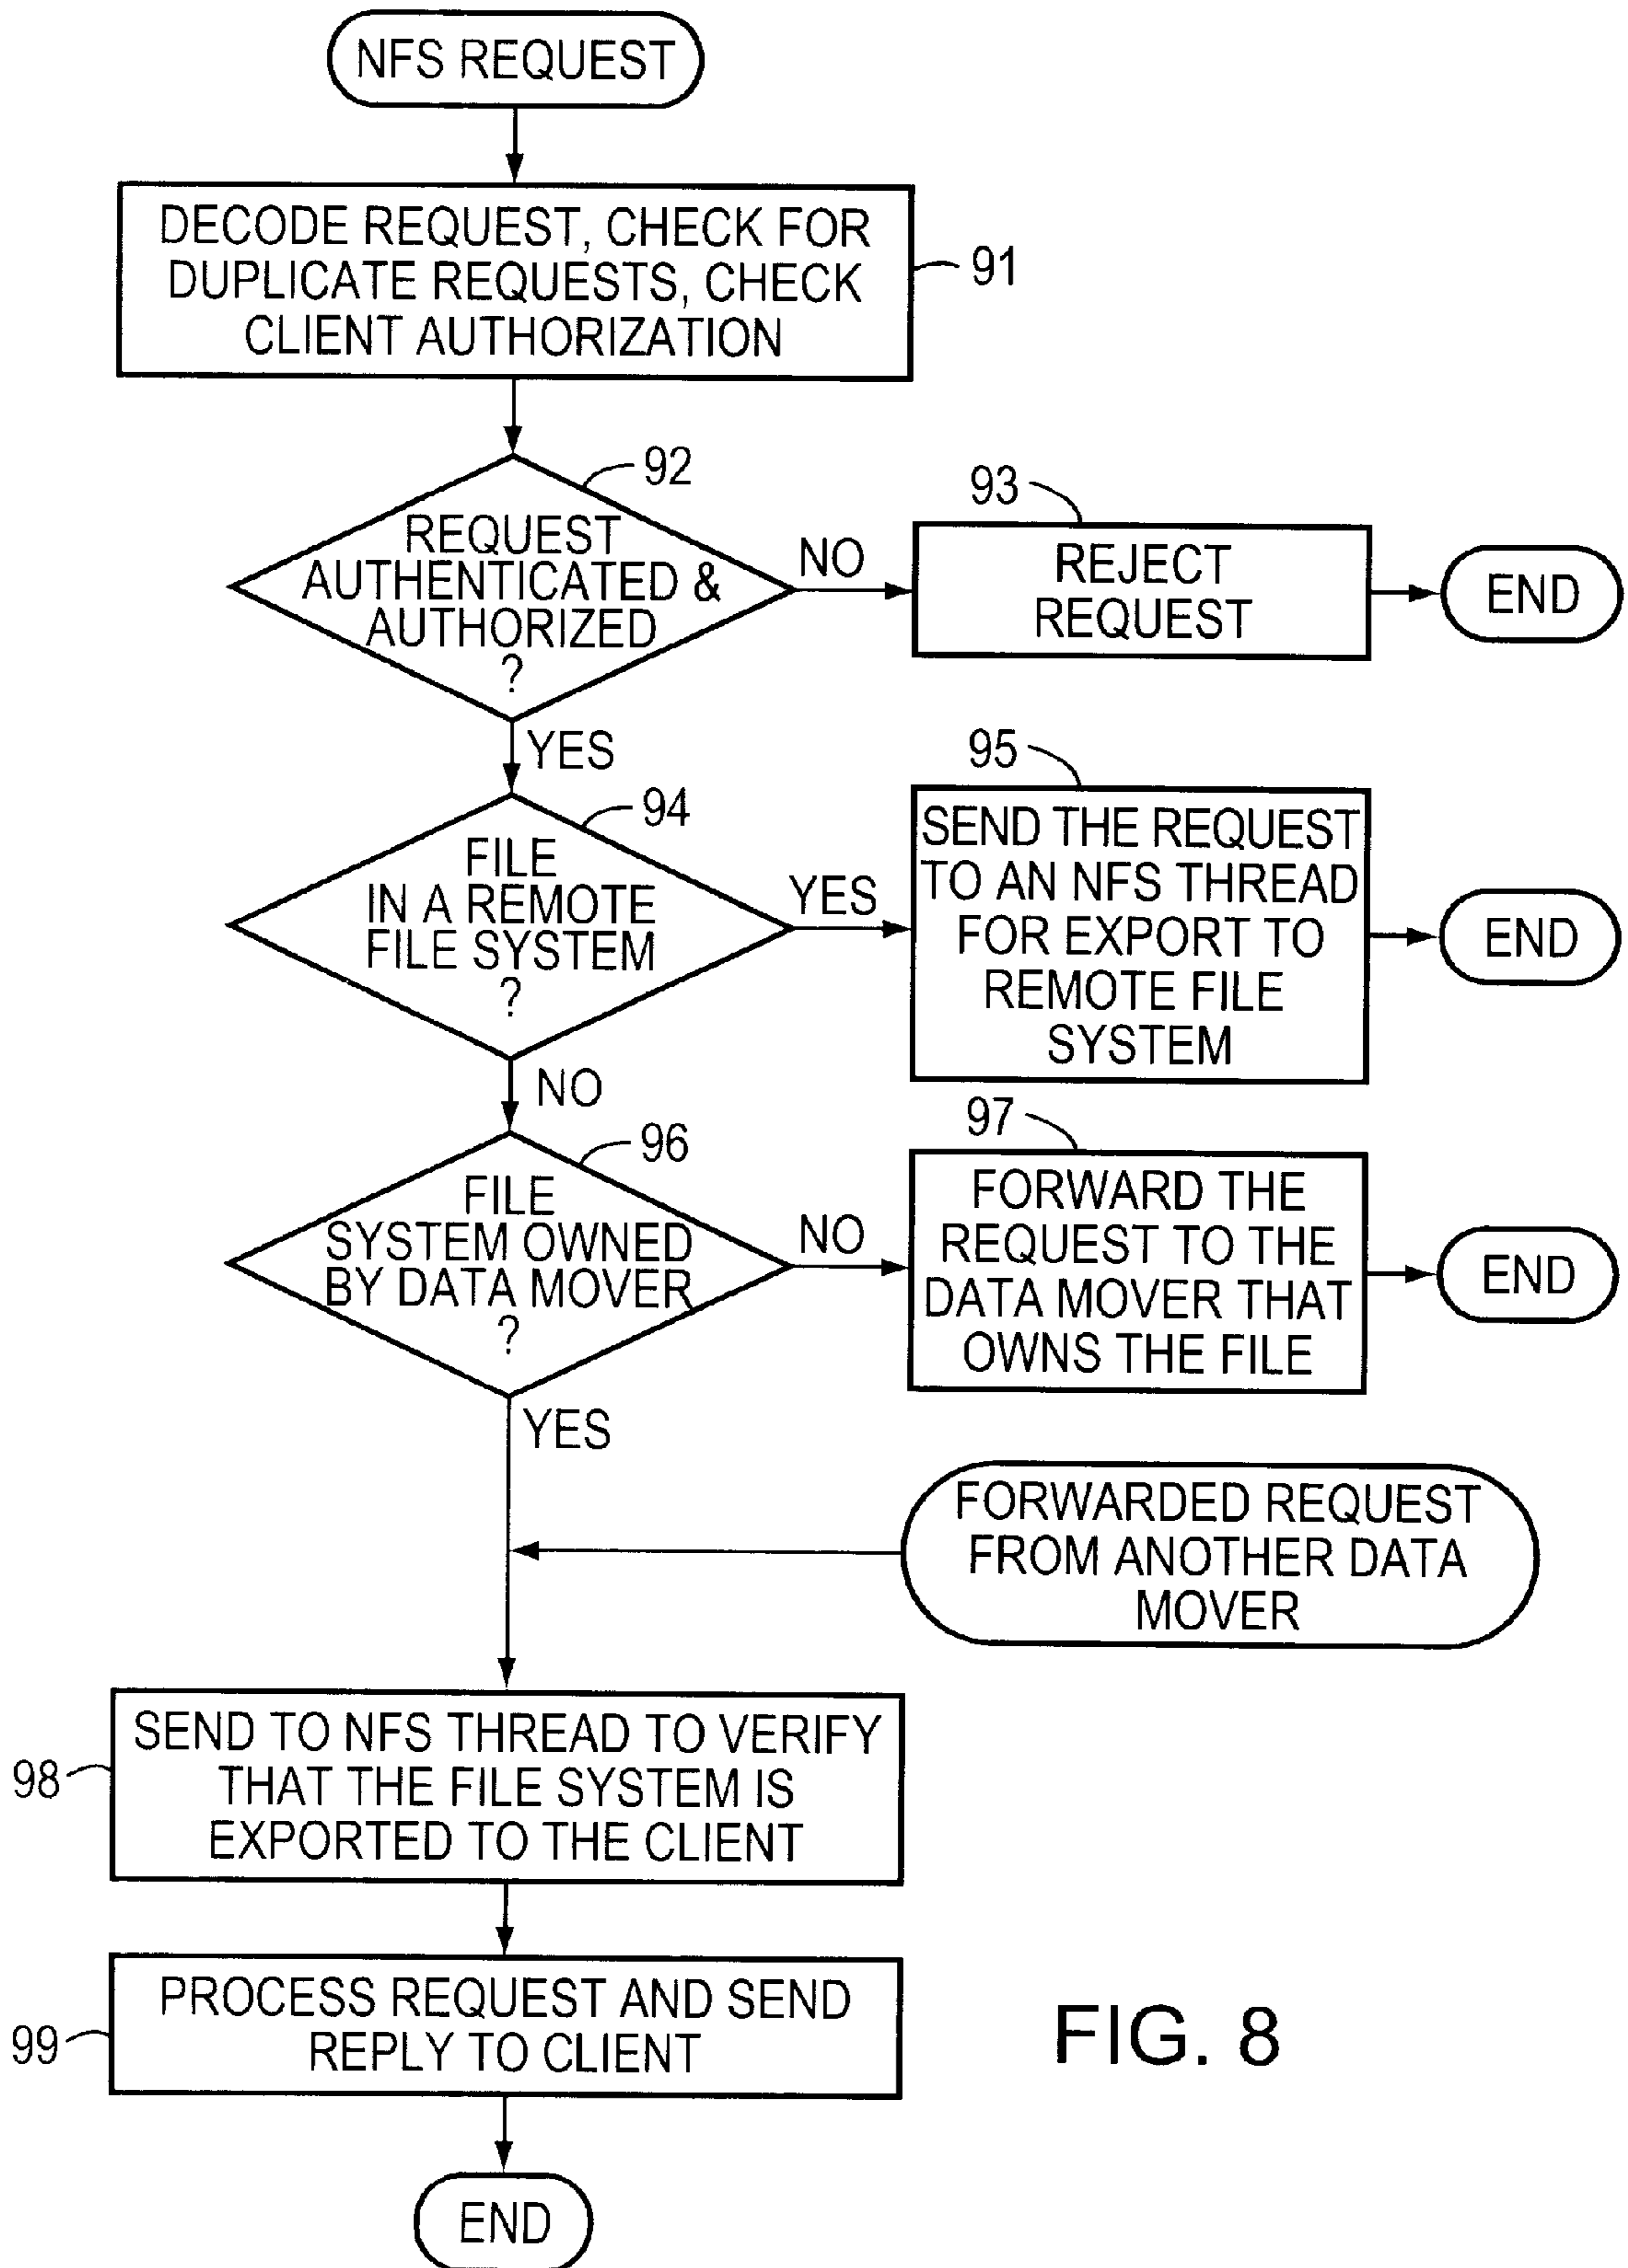 NFS REQUEST
DECODE REQUEST, CHECK FOR
DUPLICATE REQUESTS, CHECK
CLIENT AUTHORIZATION
91
92
REQUEST
AUTHENTICATED &
AUTHORIZED
?
NO
93
REJECT
REQUEST
END
YES
94
FILE
IN A REMOTE
FILE SYSTEM
?
YES
95
SEND THE REQUEST
TO AN NFS THREAD
FOR EXPORT TO
REMOTE FILE
SYSTEM
END
NO
96
FILE
SYSTEM OWNED
BY DATA MOVER
?
NO
97
FORWARD THE
REQUEST TO THE
DATA MOVER THAT
OWNS THE FILE
END
YES
FORWARDED REQUEST
FROM ANOTHER DATA
MOVER
98
SEND TO NFS THREAD TO VERIFY
THAT THE FILE SYSTEM IS
EXPORTED TO THE CLIENT
99
PROCESS REQUEST AND SEND
REPLY TO CLIENT
FIG. 8
END